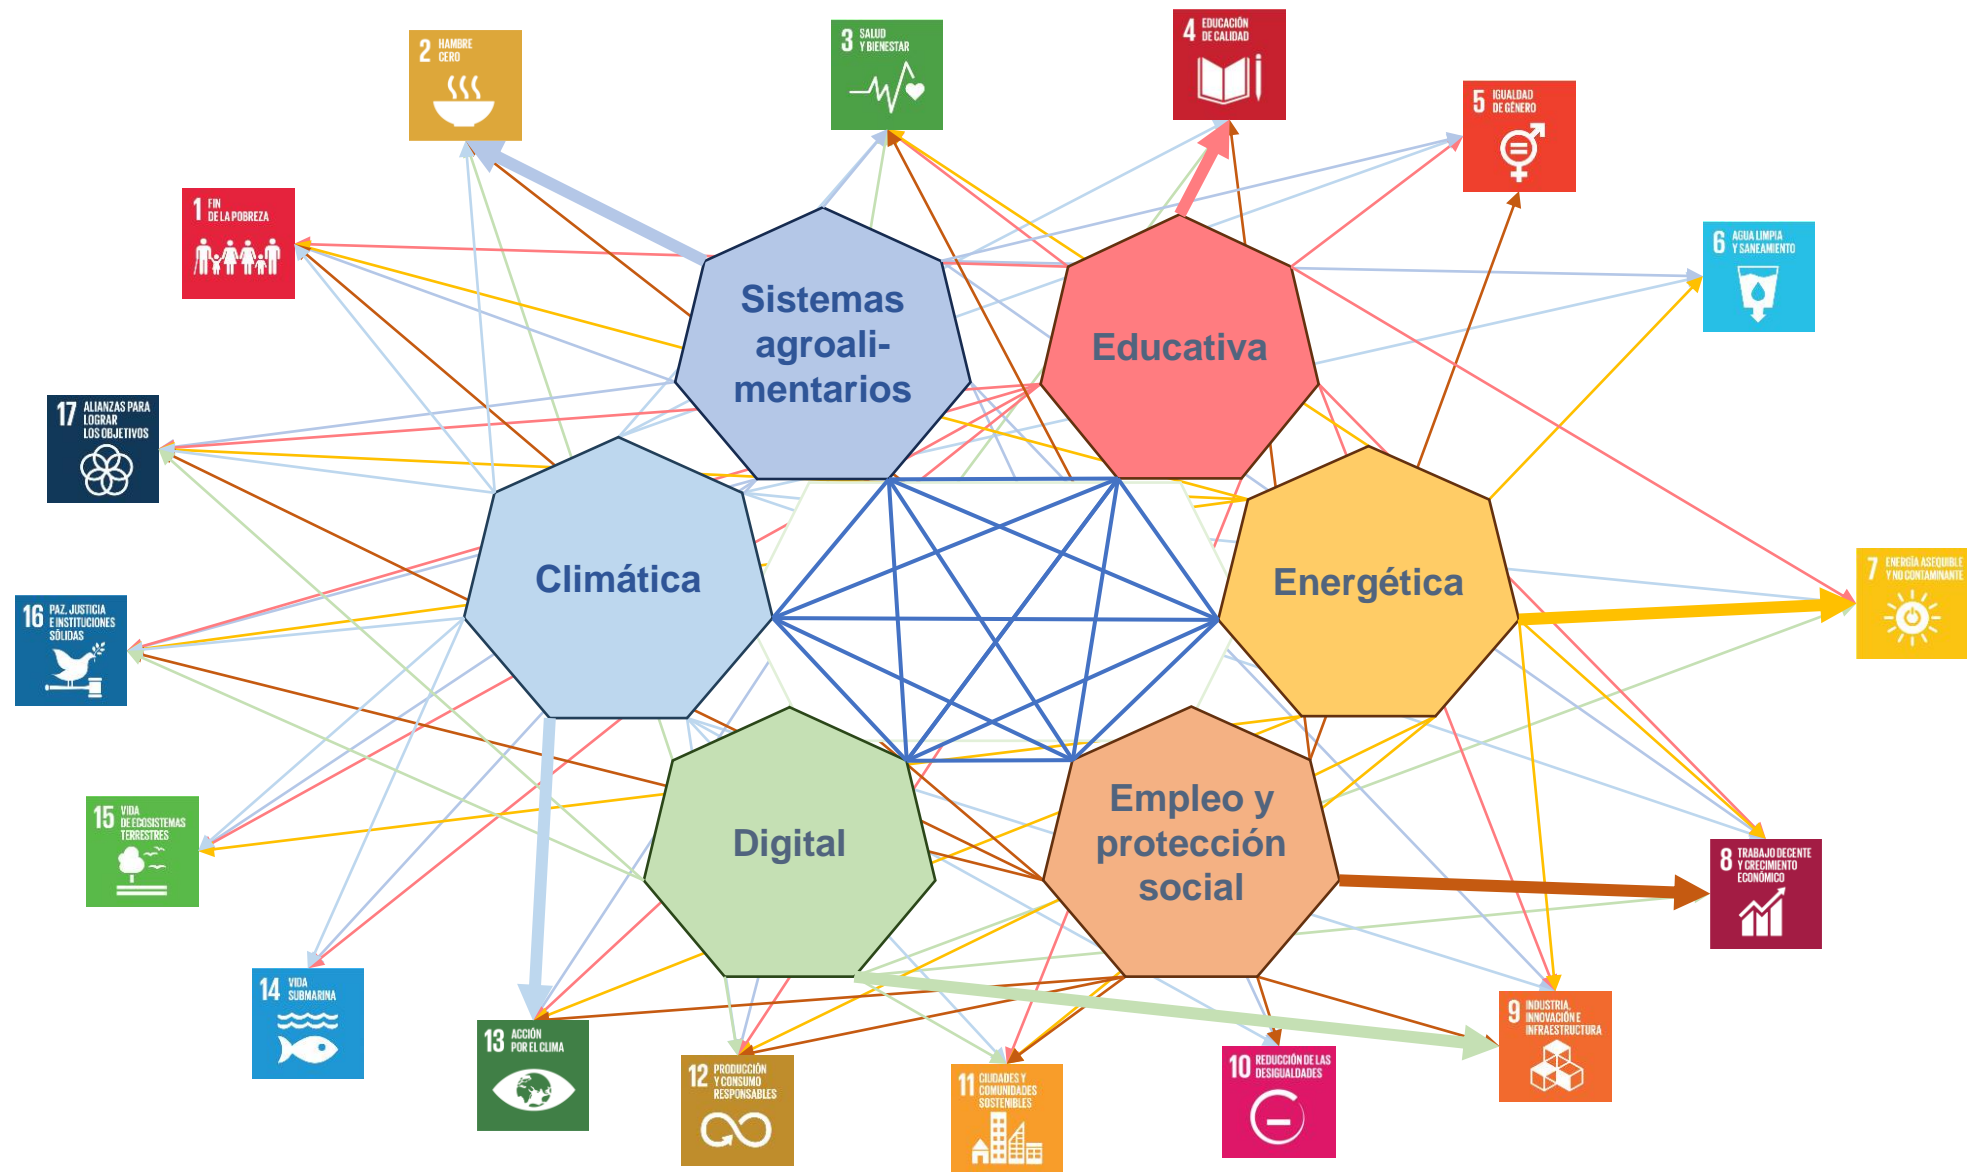 1 FIN
DE LA POBREZA
2 HAMBRE
CERO
3 SALUD
Y BIENESTAR
4 EDUCACIÓN
DE CALIDAD
5 IGUALDAD
DE GÉNERO
6 AGUA LIMPIA
Y SANEAMIENTO
7 ENERGÍA ASEQUIBLE
Y NO CONTAMINANTE
8 TRABAJO DECENTE
Y CRECIMIENTO
ECONÓMICO
9 INDUSTRIA,
INNOVACIÓN E
INFRAESTRUCTURA
10 REDUCCIÓN DE LAS
DESIGUALDADES
11 CIUDADES Y
COMUNIDADES
SOSTENIBLES
12 PRODUCCIÓN
Y CONSUMO
RESPONSABLES
13 ACCIÓN
POR EL CLIMA
14 VIDA
SUBMARINA
15 VIDA
DE ECOSISTEMAS
TERRESTRES
16 PAZ, JUSTICIA
E INSTITUCIONES
SÓLIDAS
17 ALIANZAS PARA
LOGRAR
LOS OBJETIVOS
Sistemas
agroali-
mentarios
Educativa
Climática
Energética
Digital
Empleo y
protección
social